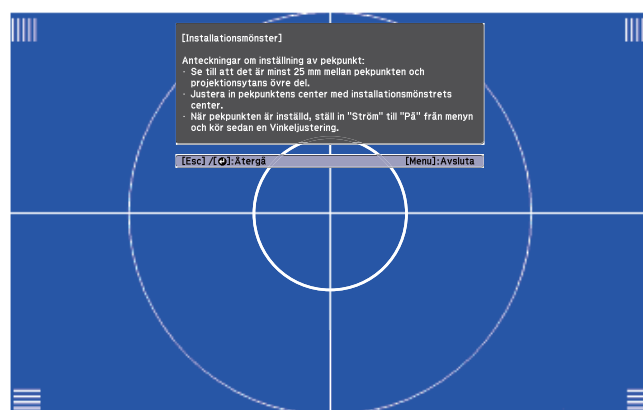 [Installationsmönster]
Anteckningar om inställning av pekpunkt:
· Se till att det är minst 25 mm mellan pekpunkten och
projektionsytans övre del.
· Justera in pekpunktens center med installationsmönstrets
center.
· När pekpunkten är installd, ställ in "Ström" till "På" från menyn
och kör sedan en Vinkeljustering.
[Esc] /[⏎]:Återgå [Menu]:Avsluta